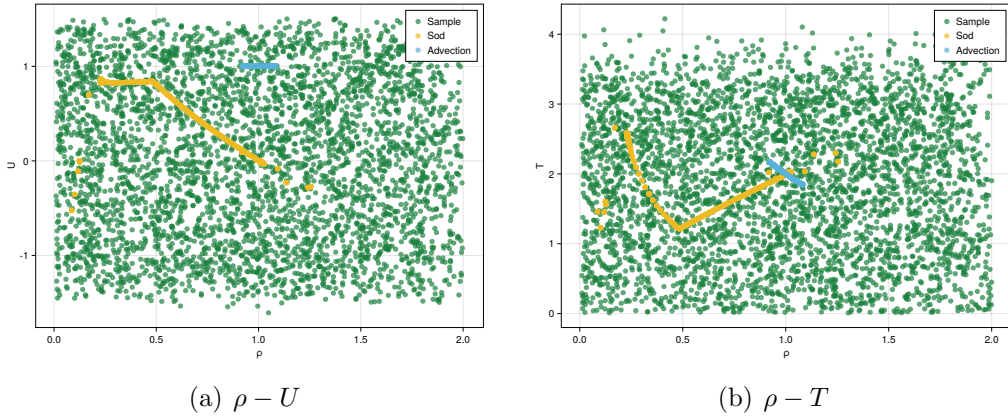 Sample
Sod
Advection
U
1
0
-1
0.0
0.5
1.0
1.5
2.0
ρ
(a) ρ − U
Sample
Sod
Advection
T
4
3
2
1
0
0.0
0.5
1.0
1.5
2.0
ρ
(b) ρ − T